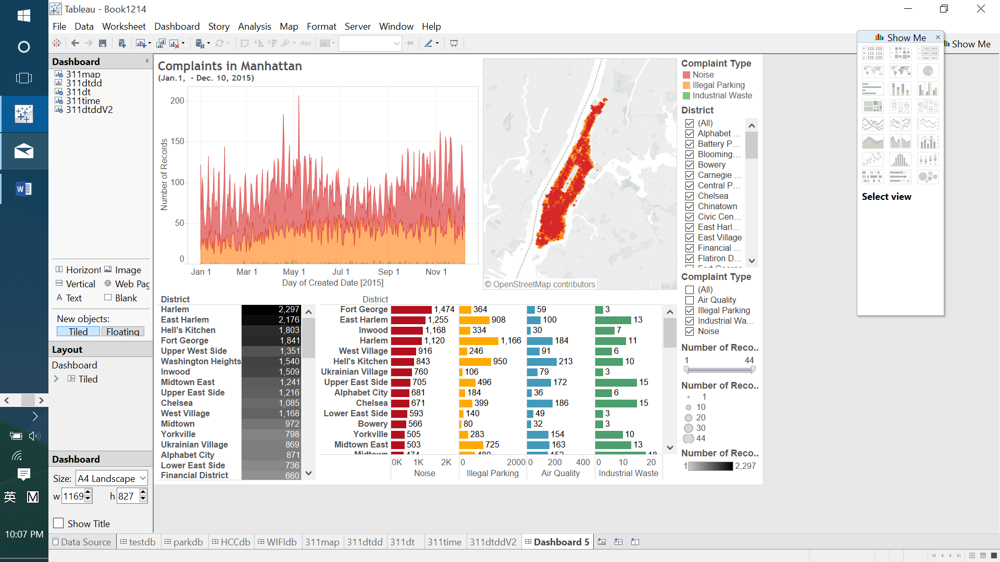 Tableau - Book1214
File Data Worksheet Dashboard Story Analysis Map Format Server Window Help
Abc
Show Me ×
Show Me
Dashboard
311map
311dtdd
311dt
311time
311dtddV2
Horizont Image
Vertical Web Pag
A Text Blank
New objects:
Tiled Floating
Layout
Dashboard
Tiled
Dashboard
Size: A4 Landscape
w 1169 h 827
Show Title
Complaints in Manhattan
(Jan.1, - Dec. 10, 2015)
Number of Records
200
150
100
50
0
Jan 1 Mar 1 May 1 Jul 1 Sep 1 Nov 1
Day of Created Date [2015]
© OpenStreetMap contributors
Complaint Type
Noise
Illegal Parking
Industrial Waste
District
(All)
Alphabet ...
Battery P...
Blooming...
Bowery
Carnegie ...
Central P...
Chelsea
Chinatown
Civic Cen...
East Harl...
East Village
Financial ...
Flatiron D...
Complaint Type
(All)
Air Quality
Illegal Parking
Industrial Wa...
Noise
Number of Reco..
1 44
Number of Reco..
1
10
20
30
44
Number of Reco..
1 2,297
District
Harlem 2,297
East Harlem 2,176
Hell's Kitchen 1,803
Fort George 1,841
Upper West Side 1,351
Washington Heights 1,540
Inwood 1,509
Midtown East 1,241
Upper East Side 1,216
Chelsea 1,085
West Village 1,168
Midtown 972
Yorkville 798
Ukrainian Village 869
Alphabet City 871
Lower East Side 736
Financial District 660
District
Fort George 1,474 364 59 3
East Harlem 1,255 908 100 13
Inwood 1,168 334 30 7
Harlem 1,120 1,166 184 11
West Village 916 246 91 6
Hell's Kitchen 843 950 213 10
Ukrainian Village 760 106 79 3
Upper East Side 705 496 172 15
Alphabet City 681 184 36 6
Chelsea 671 399 186 15
Lower East Side 593 140 49 3
Bowery 566 80 32 3
Yorkville 505 283 154 10
Midtown East 503 725 163 13
Midtown 474 480 152 18
0K 1K 2K 0 2000 0 200 400 0 10 20
Noise Illegal Parking Air Quality Industrial Waste
Select view
英 M
10:07 PM
Data Source testdb parkdb HCCdb WIFIdb 311map 311dtdd 311dt 311time 311dtddV2 Dashboard 5